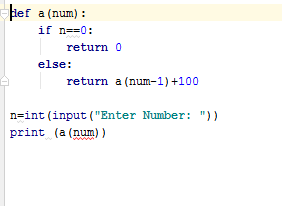 def a(num):
    if n==0:
        return 0
    else:
        return a(num-1)+100
n=int(input("Enter Number: "))
print (a(num))